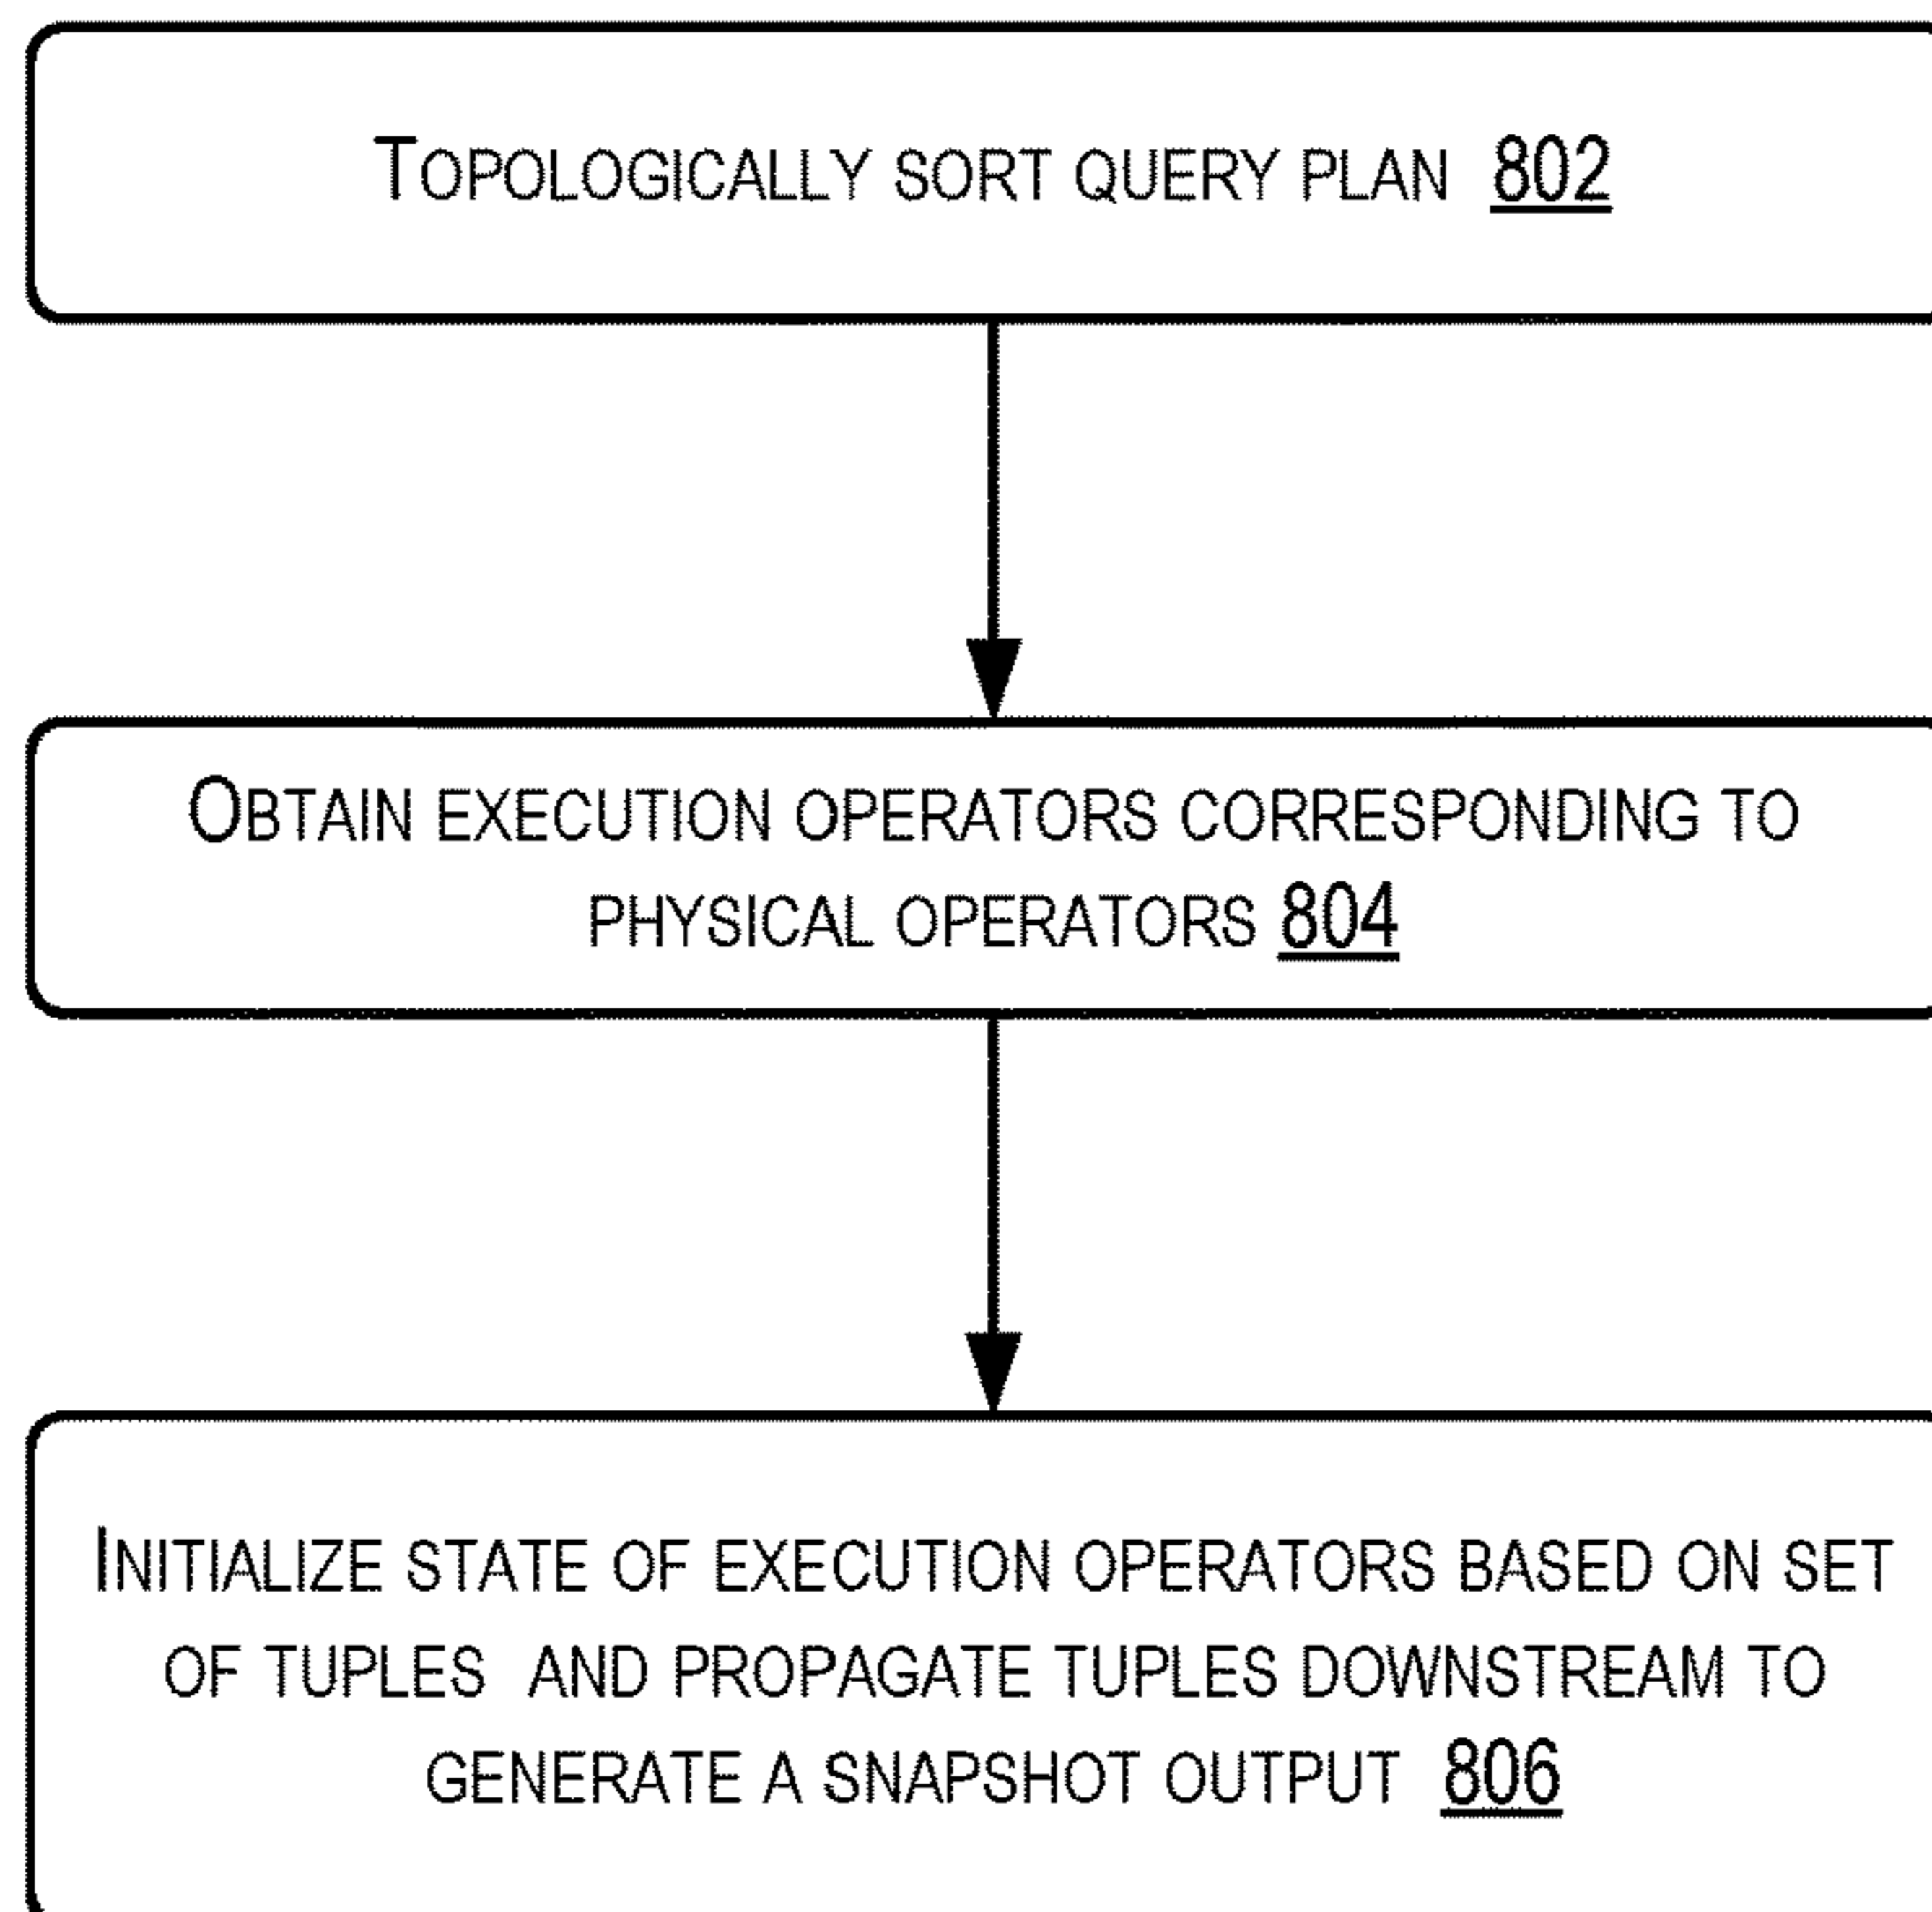 TOPOLOGICALLY SORT QUERY PLAN 802
OBTAIN EXECUTION OPERATORS CORRESPONDING TO
PHYSICAL OPERATORS 804
INITIALIZE STATE OF EXECUTION OPERATORS BASED ON SET
OF TUPLES AND PROPAGATE TUPLES DOWNSTREAM TO
GENERATE A SNAPSHOT OUTPUT 806